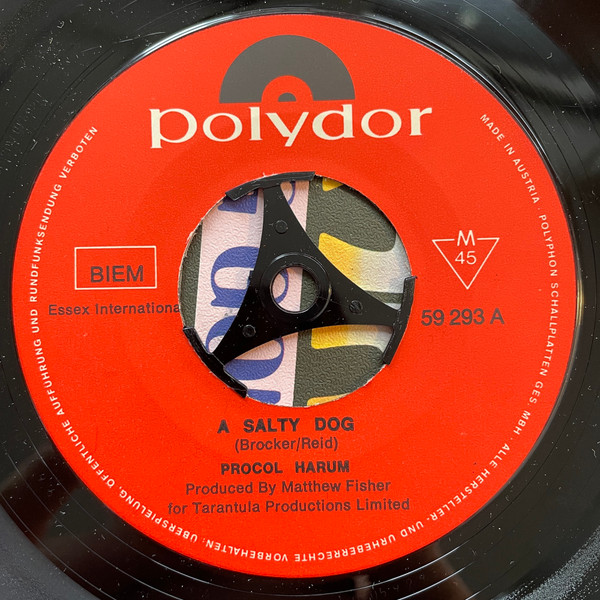 polydor
BIEM
Essex Internationa
M
45
59 293 A
A SALTY DOG
(Brocker/Reid)
PROCOL HARUM
Produced By Matthew Fisher
for Tarantula Productions Limited
MADE IN AUSTRIA · POLYPHON SCHALLPLATTEN GES. MBH · ALLE HERSTELLER- UND URHEBERRECHTE VORBEHALTEN: ÜBERSPIELUNG, ÖFFENTLICHE AUFFÜHRUNG UND RUNDFUNKSENDUNG VERBOTEN